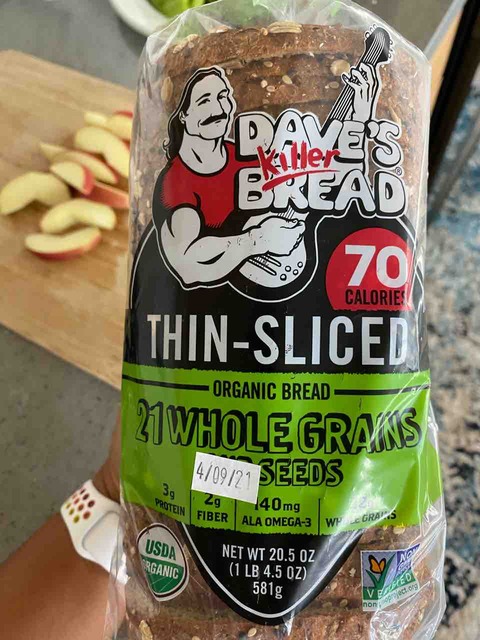 DAVE'S
Killer
BREAD®
70
CALORIES
THIN-SLICED
ORGANIC BREAD
21 WHOLE GRAINS
SEEDS
4/09/21
3g PROTEIN
2g FIBER
140mg ALA OMEGA-3
WHOLE GRAINS
USDA
ORGANIC
NET WT 20.5 OZ
(1 LB 4.5 OZ)
581g
NON
VERIFIED